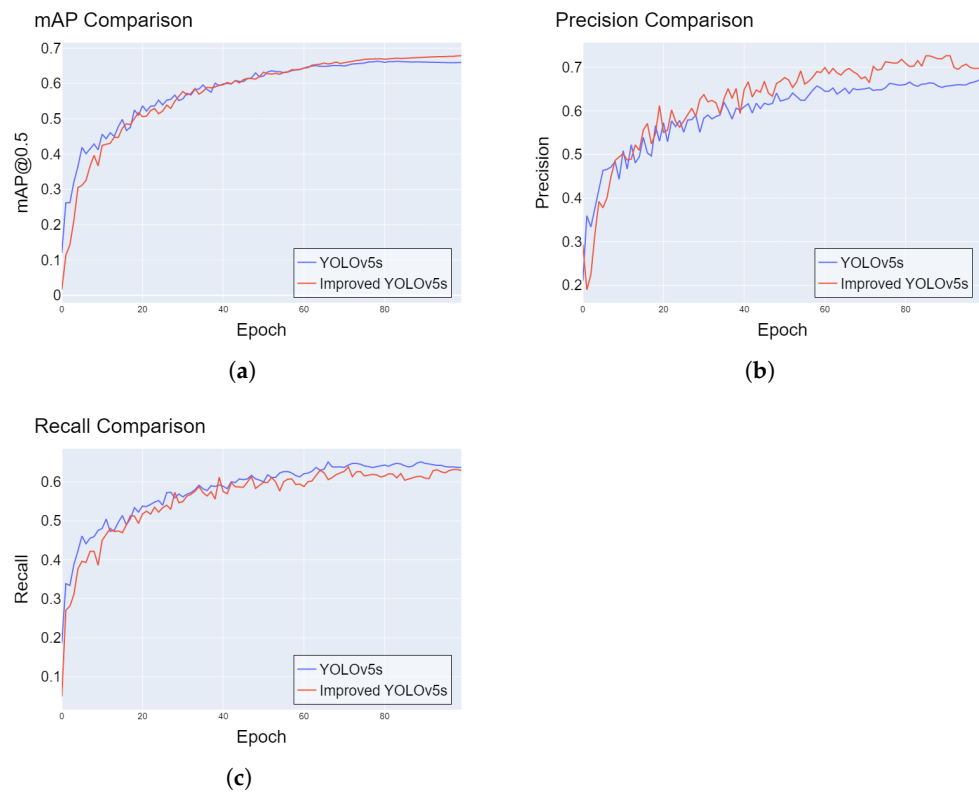 mAP Comparison
0.7
0.6
0.5
0.4
0.3
0.2
0.1
0
mAP@0.5
YOLOv5s
Improved YOLOv5s
0 20 40 60 80
Epoch
(a)
Precision Comparison
0.7
0.6
0.5
0.4
0.3
0.2
Precision
YOLOv5s
Improved YOLOv5s
0 20 40 60 80
Epoch
(b)
Recall Comparison
0.6
0.5
0.4
0.3
0.2
0.1
Recall
YOLOv5s
Improved YOLOv5s
0 20 40 60 80
Epoch
(c)